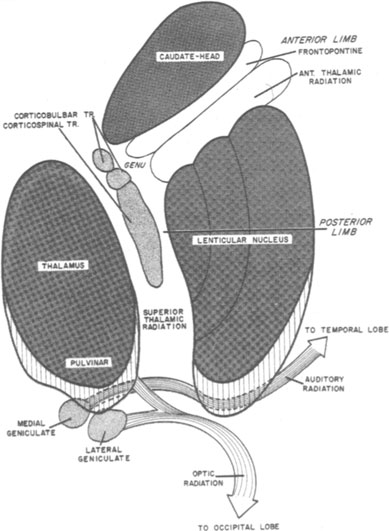 ANTERIOR LIMB
FRONTOPONTINE
CAUDATE-HEAD
ANT. THALAMIC
RADIATION
CORTICOBULBAR TR.
CORTICOSPINAL TR.
GENU
POSTERIOR
LIMB
LENTICULAR NUCLEUS
THALAMUS
SUPERIOR
THALAMIC
RADIATION
TO TEMPORAL LOBE
PULVINAR
AUDITORY
RADIATION
MEDIAL
GENICULATE
LATERAL
GENICULATE
OPTIC
RADIATION
TO OCCIPITAL LOBE